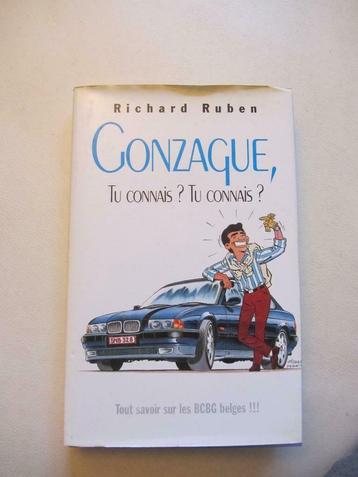 Richard Ruben
GONZAGUE,
TU CONNAIS ? TU CONNAIS ?
Tout savoir sur les BCBG belges !!!